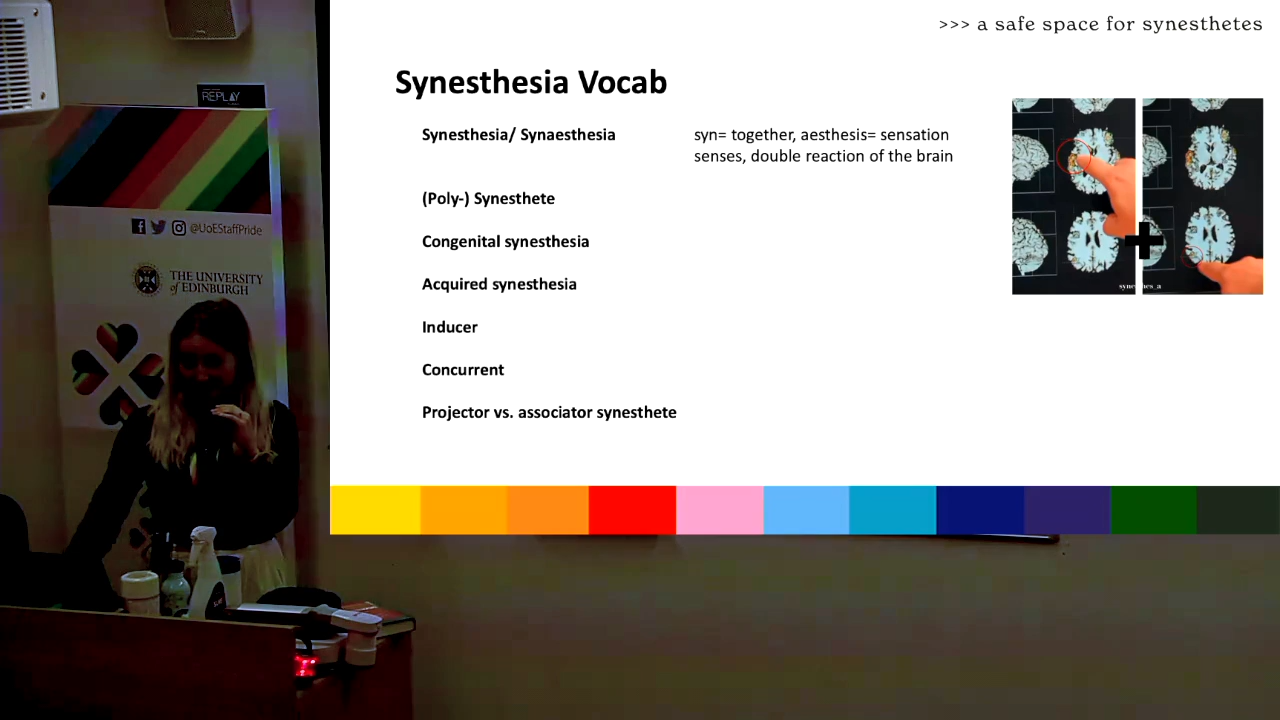 >>> a safe space for synesthetes
Synesthesia Vocab
Synesthesia/ Synaesthesia
syn= together, aesthesis= sensation
senses, double reaction of the brain
(Poly-) Synesthete
Congenital synesthesia
Acquired synesthesia
Inducer
Concurrent
Projector vs. associator synesthete
REPLAY
@UoEStaffPride
THE UNIVERSITY
of EDINBURGH